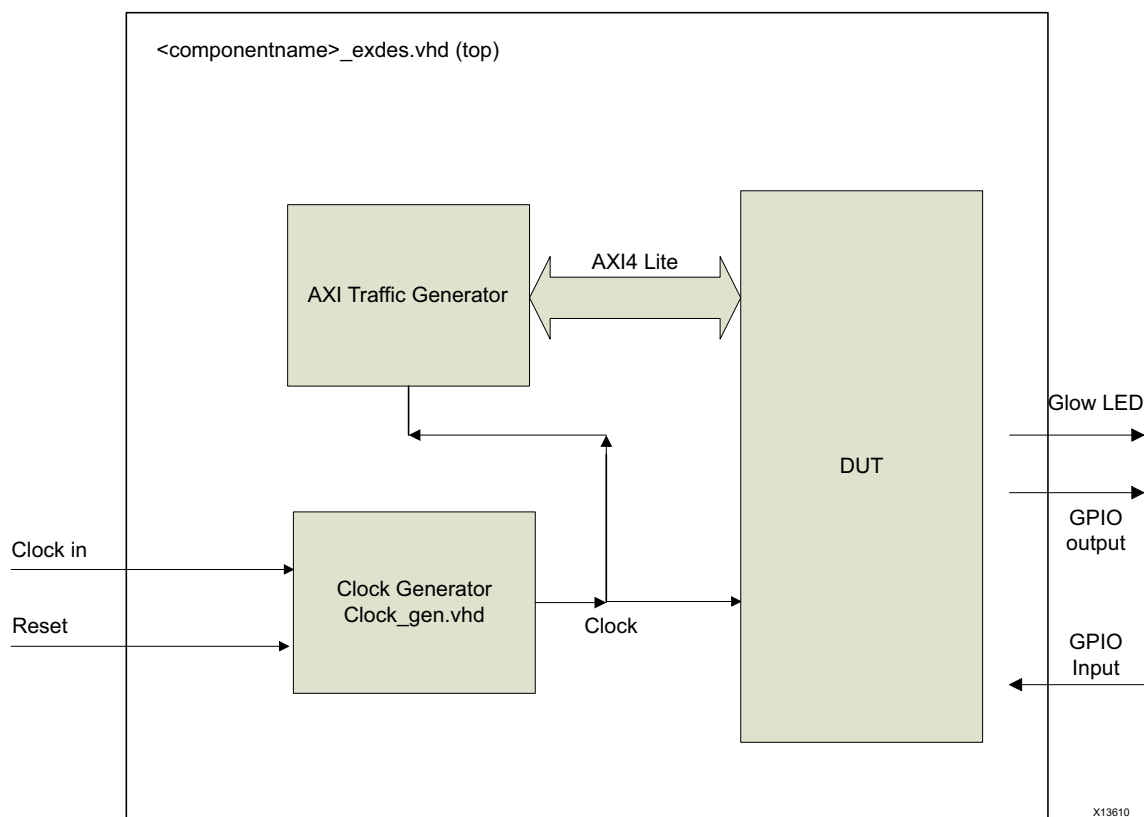 <componentname>_exdes.vhd (top)
AXI Traffic Generator
AXI4 Lite
DUT
Glow LED
GPIO
output
GPIO
Input
Clock in
Reset
Clock Generator
Clock_gen.vhd
Clock
X13610